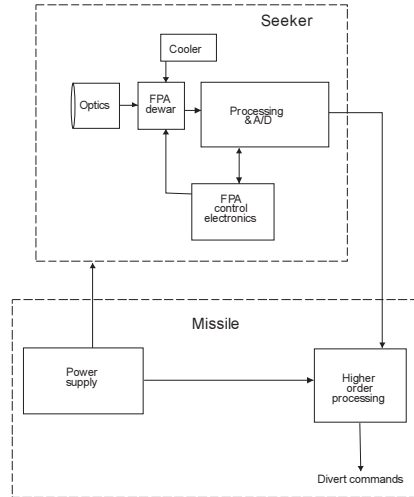 Seeker
Cooler
Optics
FPA
dewar
Processing
& A/D
FPA
control
electronics
Missile
Power
supply
Higher
order
processing
Divert commands